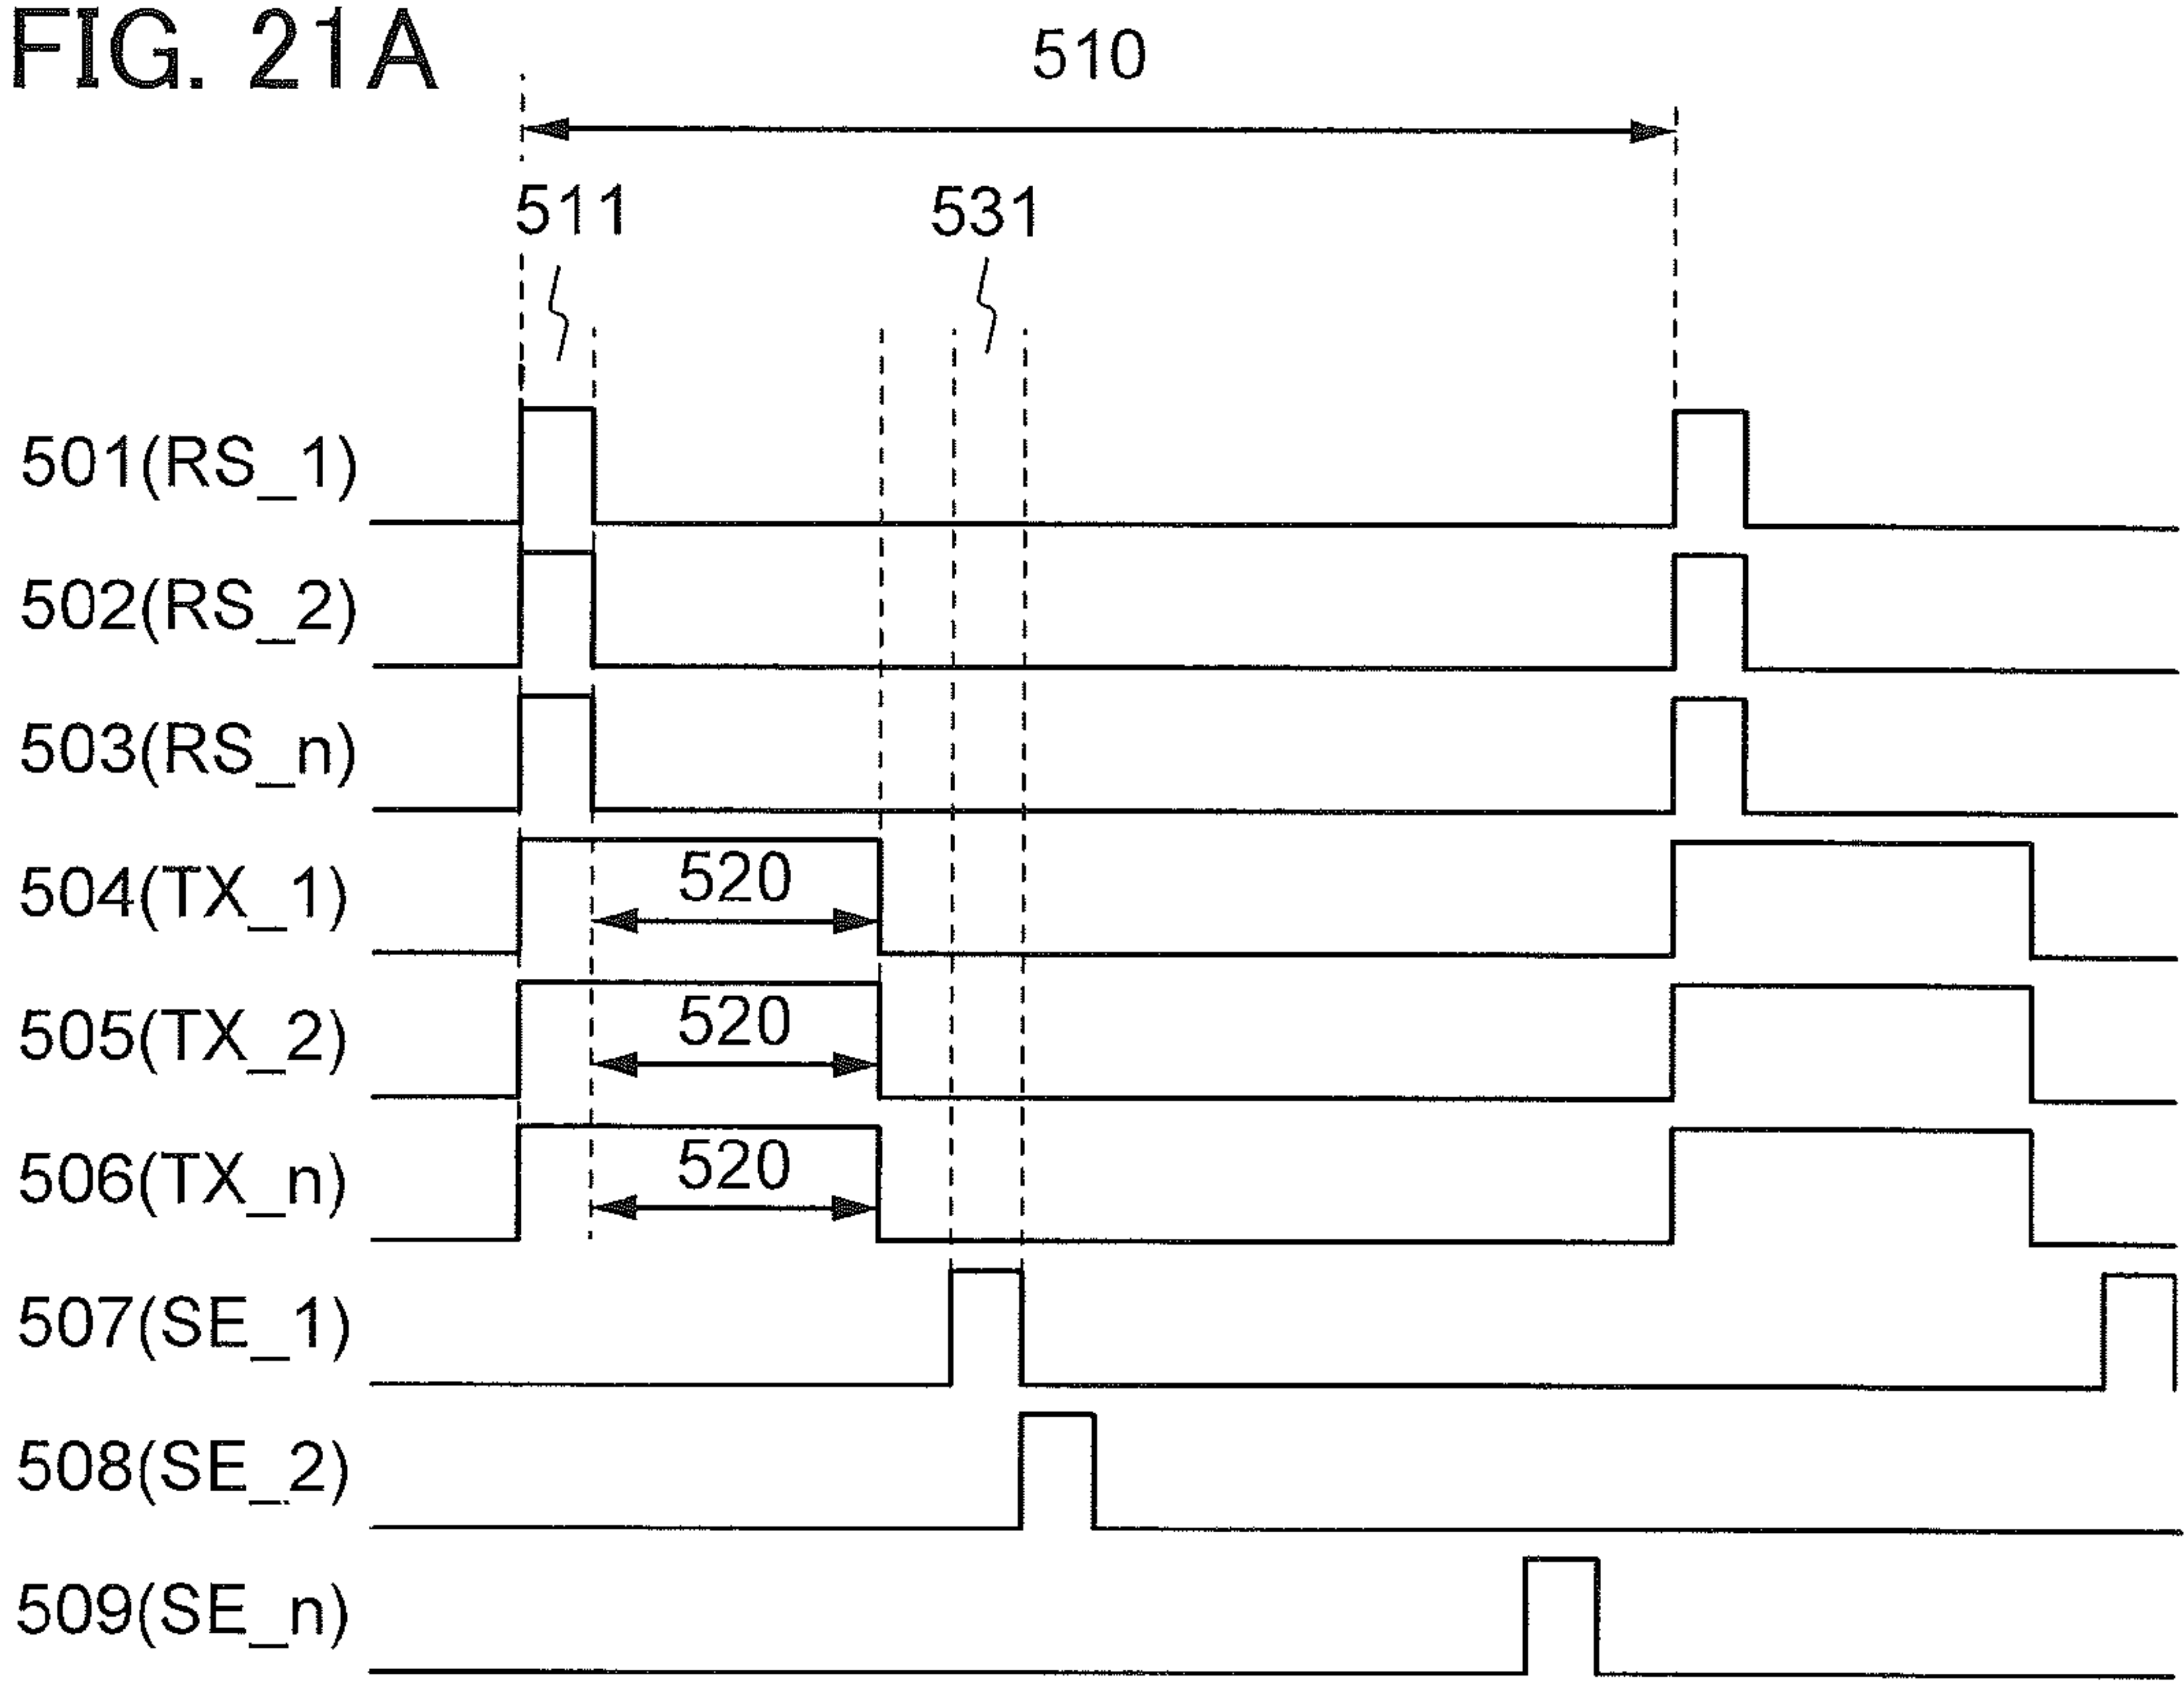 FIG. 21A
510
511
531
501(RS_1)
502(RS_2)
503(RS_n)
504(TX_1)
520
505(TX_2)
520
506(TX_n)
520
507(SE_1)
508(SE_2)
509(SE_n)